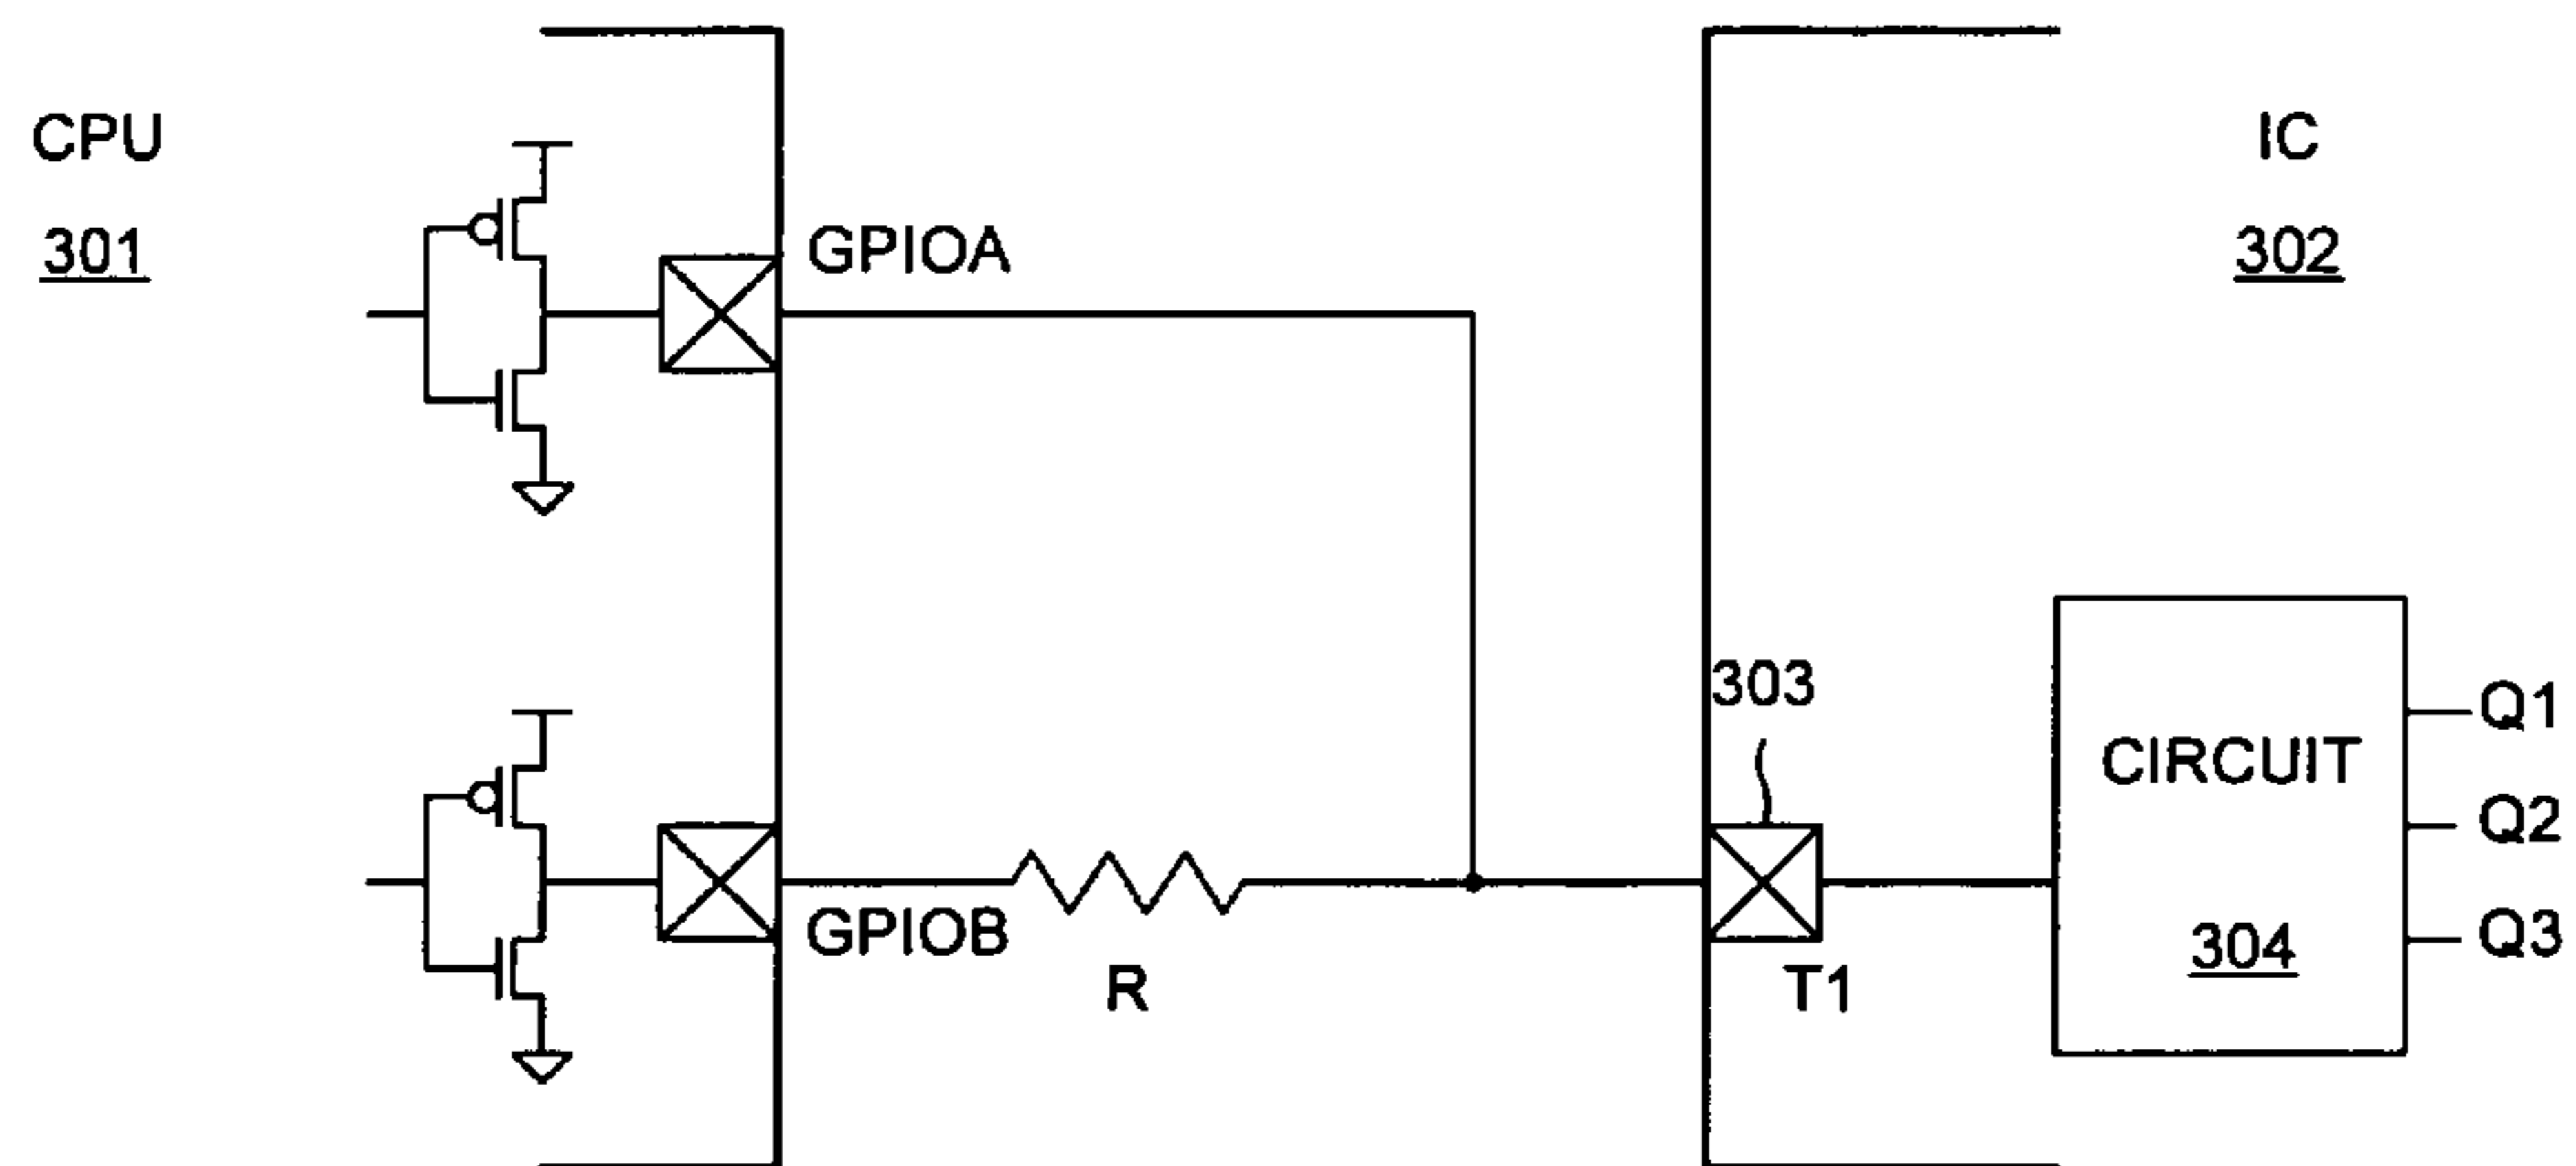 CPU
301
GPIOA
GPIOB
R
IC
302
303
T1
CIRCUIT
304
Q1
Q2
Q3